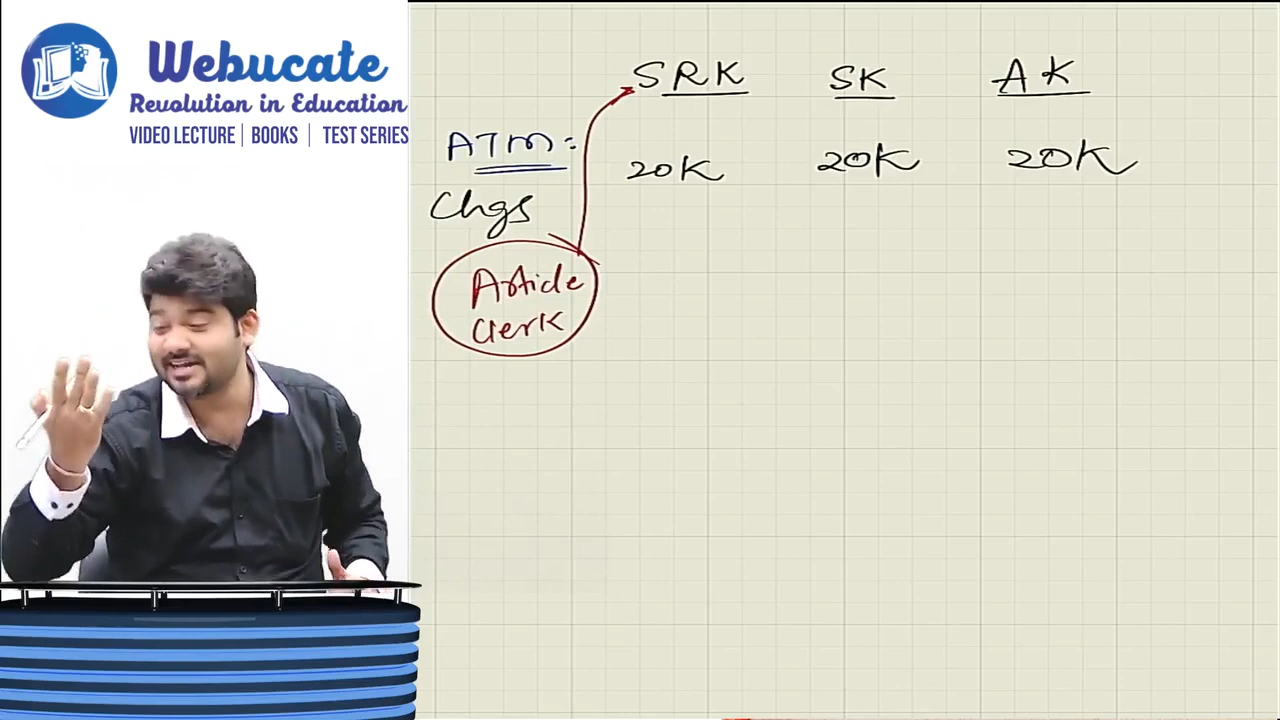 Webucate
Revolution in Education
VIDEO LECTURE | BOOKS | TEST SERIES
SRK SK AK
ATM:- 20K 20K 20K
Chgs
Article
Clerk